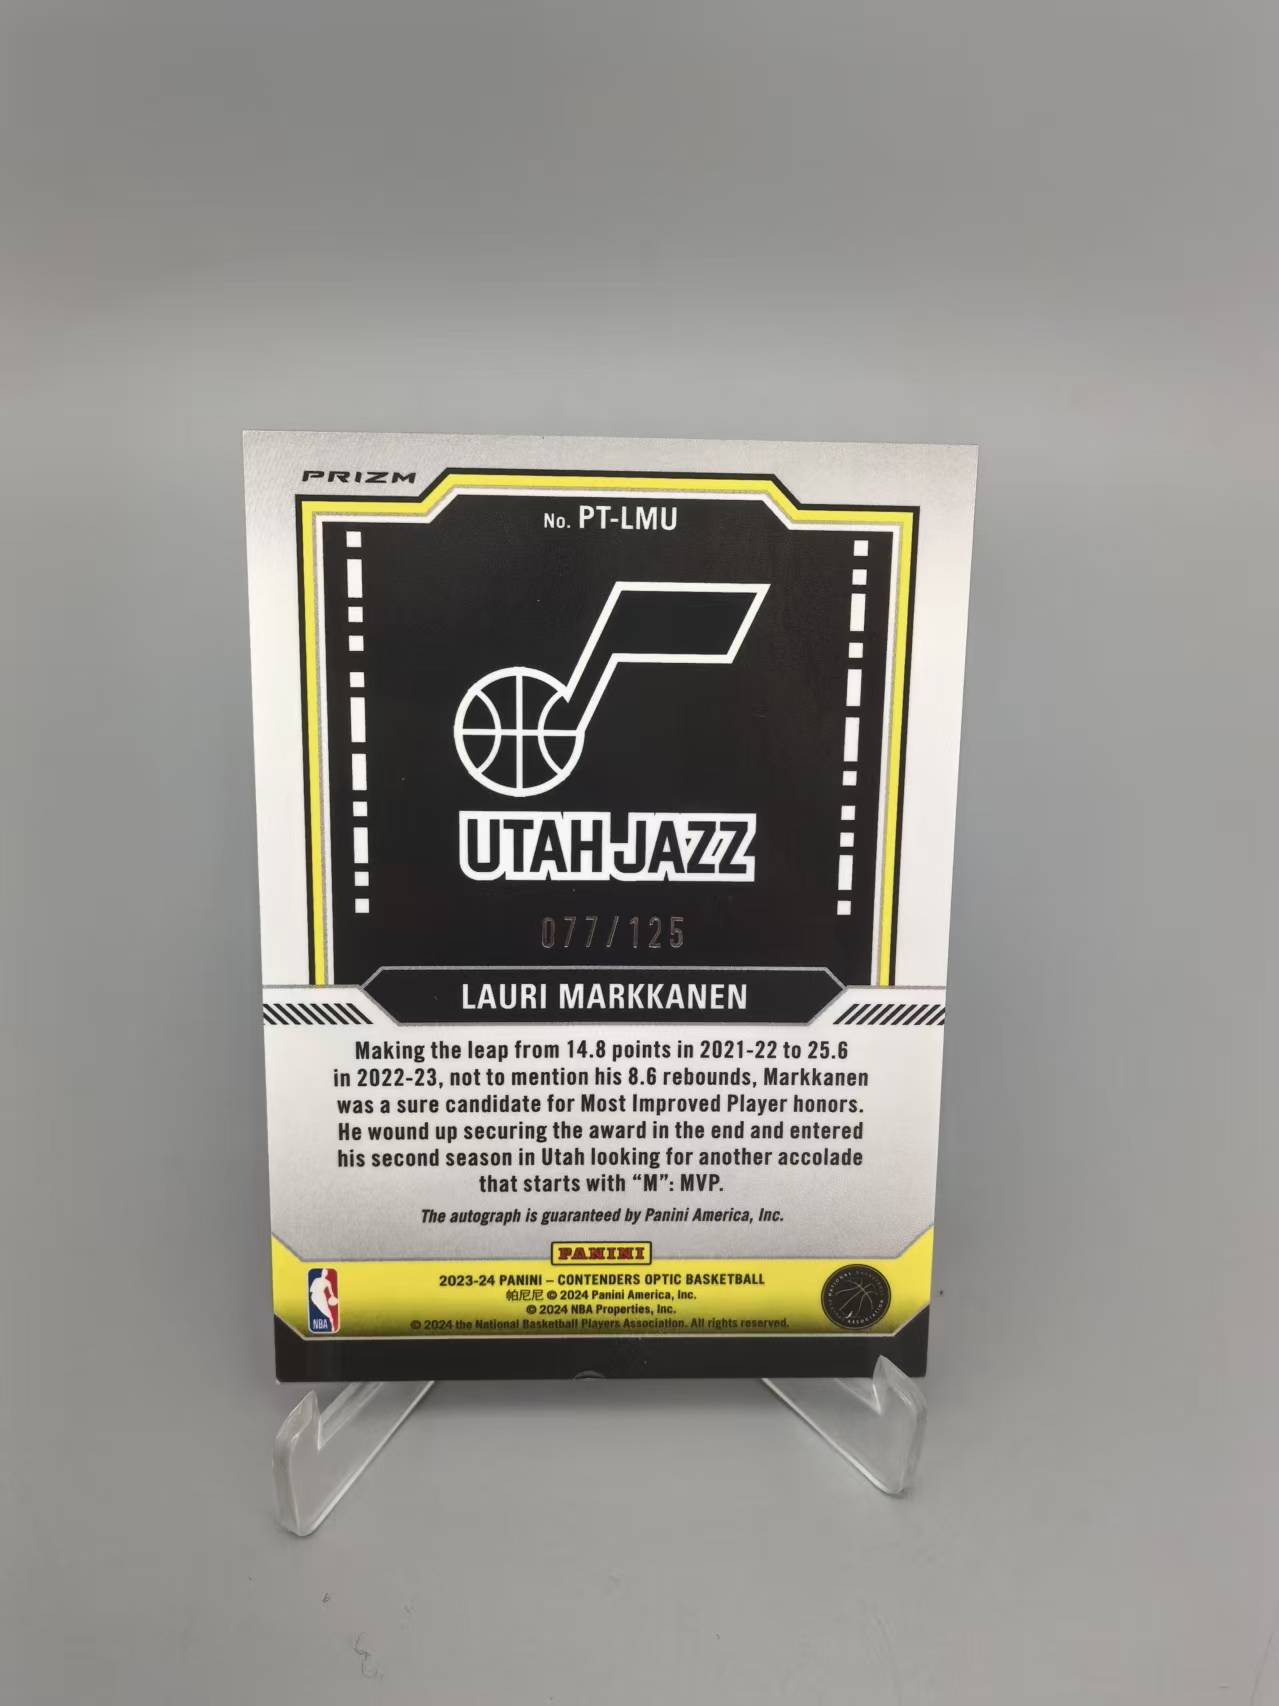 PRIZM
No. PT-LMU
UTAH JAZZ
077/125
LAURI MARKKANEN
Making the leap from 14.8 points in 2021-22 to 25.6
in 2022-23, not to mention his 8.6 rebounds, Markkanen
was a sure candidate for Most Improved Player honors.
He wound up securing the award in the end and entered
his second season in Utah looking for another accolade
that starts with “M”: MVP.
The autograph is guaranteed by Panini America, Inc.
PANINI
2023-24 PANINI – CONTENDERS OPTIC BASKETBALL
帕尼尼 © 2024 Panini America, Inc.
© 2024 NBA Properties, Inc.
© 2024 the National Basketball Players Association. All rights reserved.
NBA